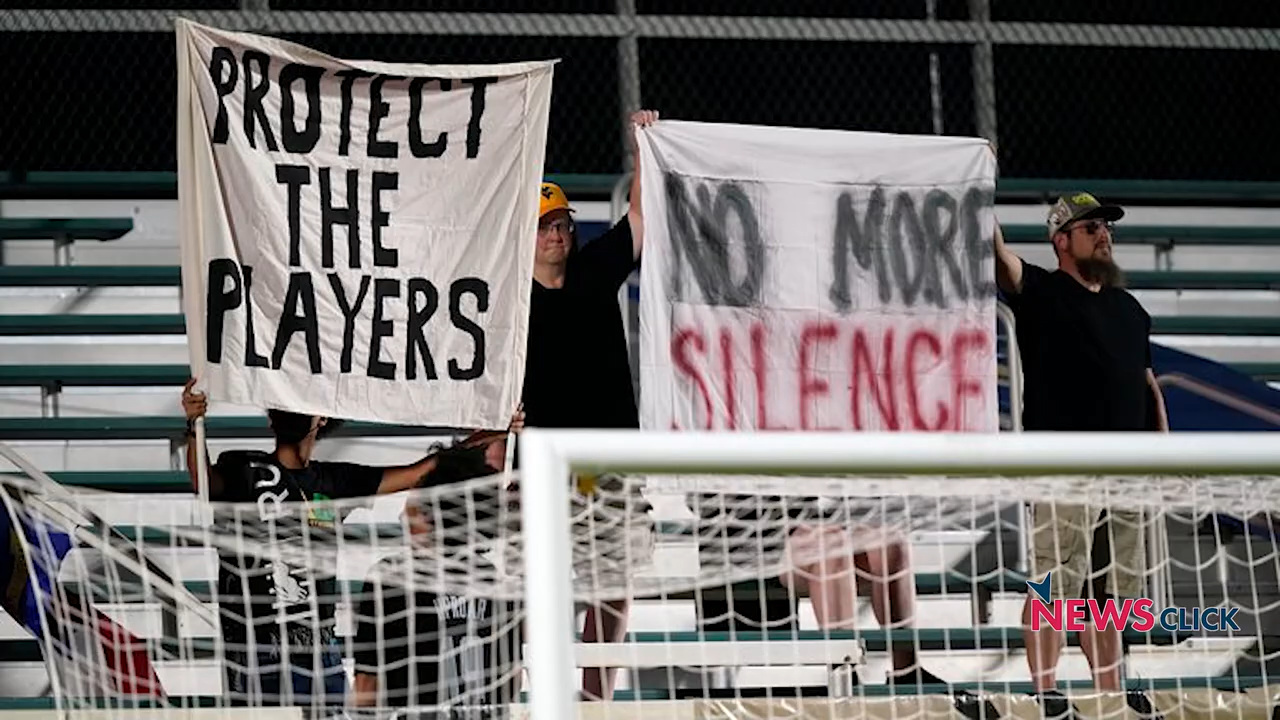 PROTECT
THE
PLAYERS
NO MORE
SILENCE
NEWSCLICK